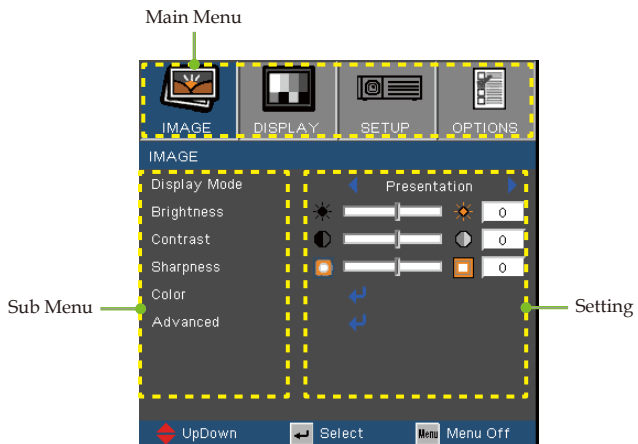 Main Menu
IMAGE DISPLAY SETUP OPTIONS
IMAGE
Display Mode Presentation
Brightness 0
Contrast 0
Sharpness 0
Color
Sub Menu Setting
Advanced
UpDown Select Menu Menu Off